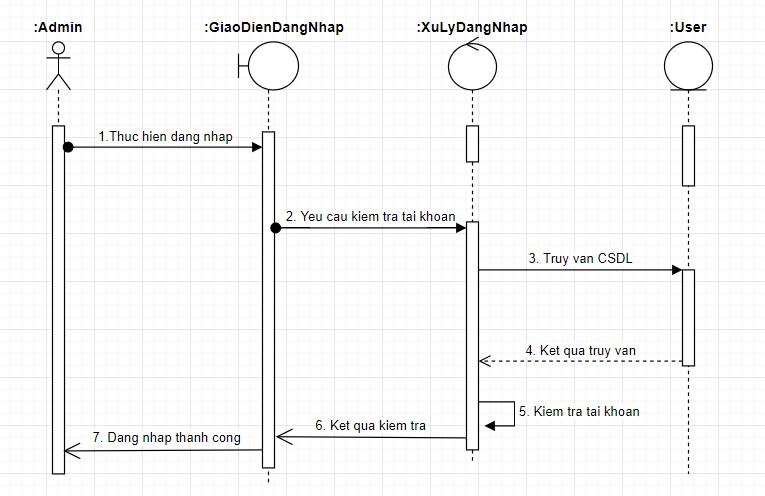 :Admin
:GiaoDienDangNhap
:XuLyDangNhap
:User
1.Thuc hien dang nhap
2. Yeu cau kiem tra tai khoan
3. Truy van CSDL
4. Ket qua truy van
5. Kiem tra tai khoan
6. Ket qua kiem tra
7. Dang nhap thanh cong